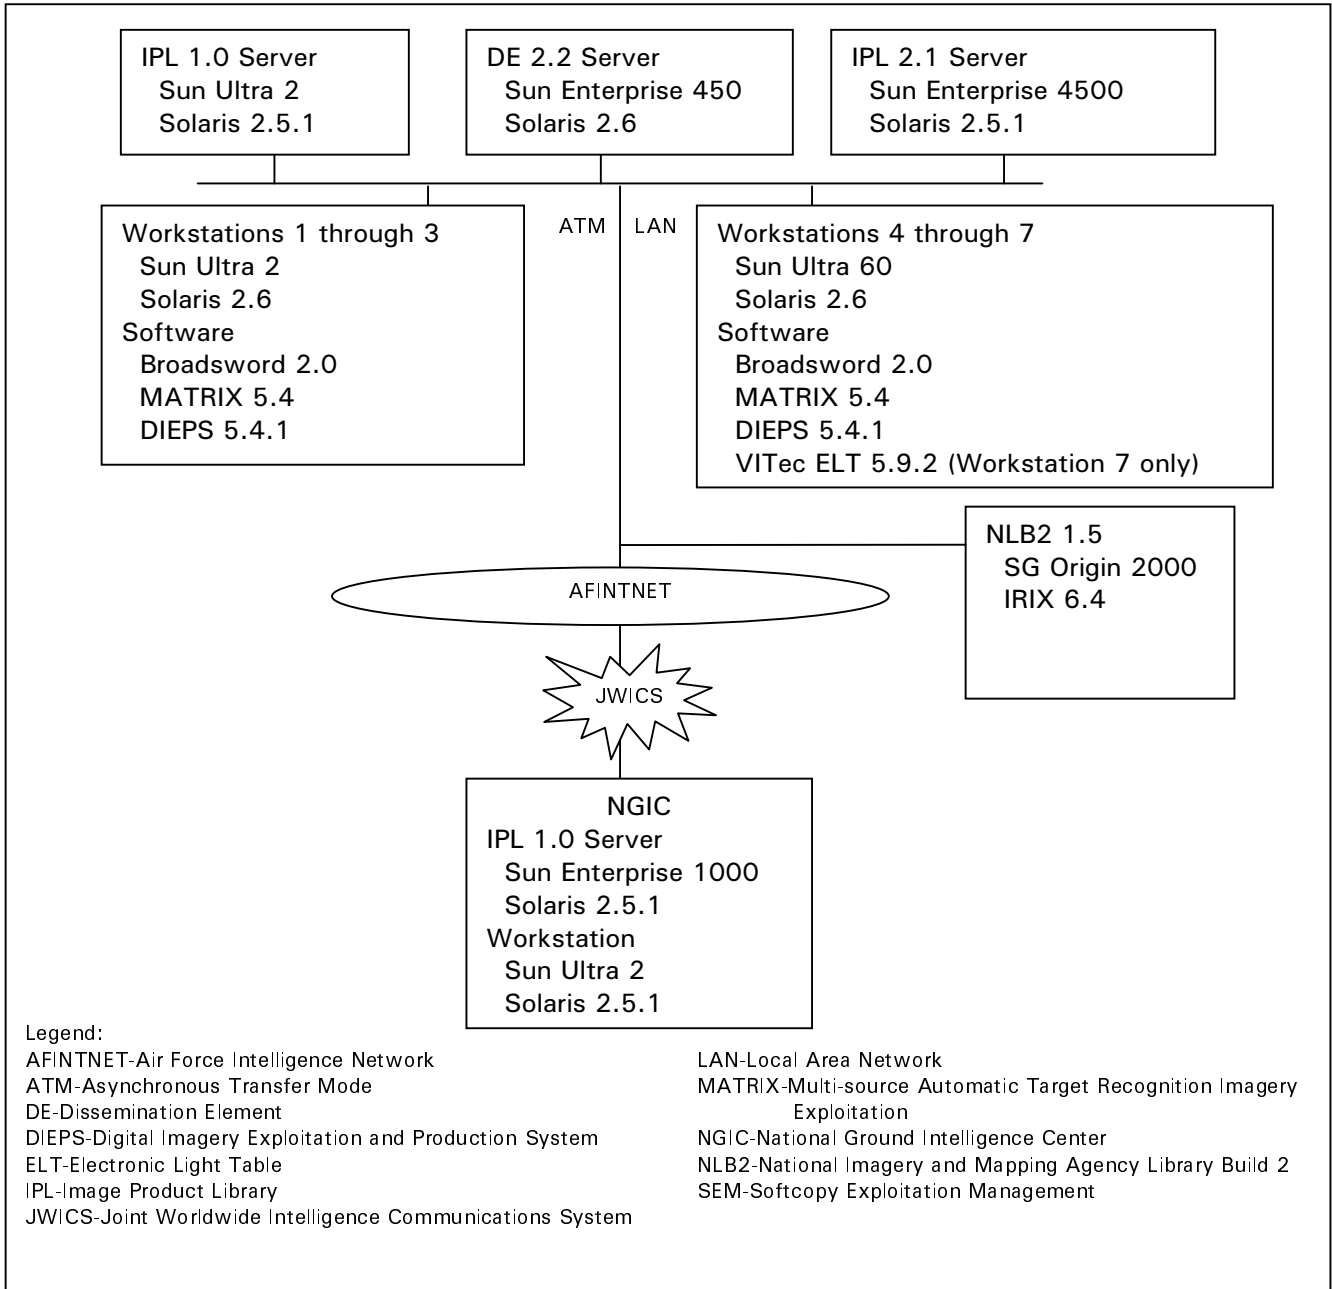 IPL 1.0 Server
Sun Ultra 2
Solaris 2.5.1
DE 2.2 Server
Sun Enterprise 450
Solaris 2.6
IPL 2.1 Server
Sun Enterprise 4500
Solaris 2.5.1
Workstations 1 through 3
Sun Ultra 2
Solaris 2.6
Software
Broadsword 2.0
MATRIX 5.4
DIEPS 5.4.1
ATM LAN
Workstations 4 through 7
Sun Ultra 60
Solaris 2.6
Software
Broadsword 2.0
MATRIX 5.4
DIEPS 5.4.1
VITec ELT 5.9.2 (Workstation 7 only)
NLB2 1.5
SG Origin 2000
IRIX 6.4
AFINTNET
JWICS
NGIC
IPL 1.0 Server
Sun Enterprise 1000
Solaris 2.5.1
Workstation
Sun Ultra 2
Solaris 2.5.1
Legend:
AFINTNET-Air Force Intelligence Network
ATM-Asynchronous Transfer Mode
DE-Dissemination Element
DIEPS-Digital Imagery Exploitation and Production System
ELT-Electronic Light Table
IPL-Image Product Library
JWICS-Joint Worldwide Intelligence Communications System
LAN-Local Area Network
MATRIX-Multi-source Automatic Target Recognition Imagery
Exploitation
NGIC-National Ground Intelligence Center
NLB2-National Imagery and Mapping Agency Library Build 2
SEM-Softcopy Exploitation Management